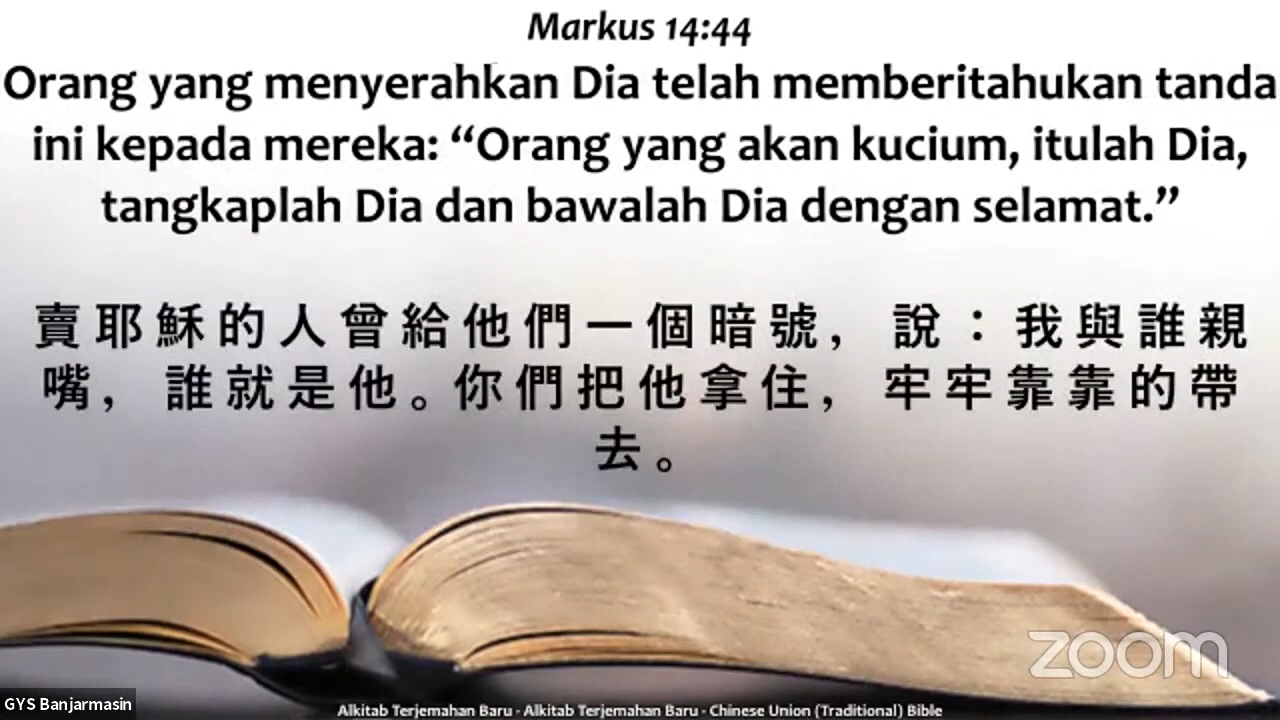 Markus 14:44
Orang yang menyerahkan Dia telah memberitahukan tanda
ini kepada mereka: “Orang yang akan kucium, itulah Dia,
tangkaplah Dia dan bawalah Dia dengan selamat.”
賣耶穌的人曾給他們一個暗號，說：我與誰親
嘴，誰就是他。你們把他拿住，牢牢靠靠的帶
去。
zoom
GYS Banjarmasin
Alkitab Terjemahan Baru - Alkitab Terjemahan Baru - Chinese Union (Traditional) Bible